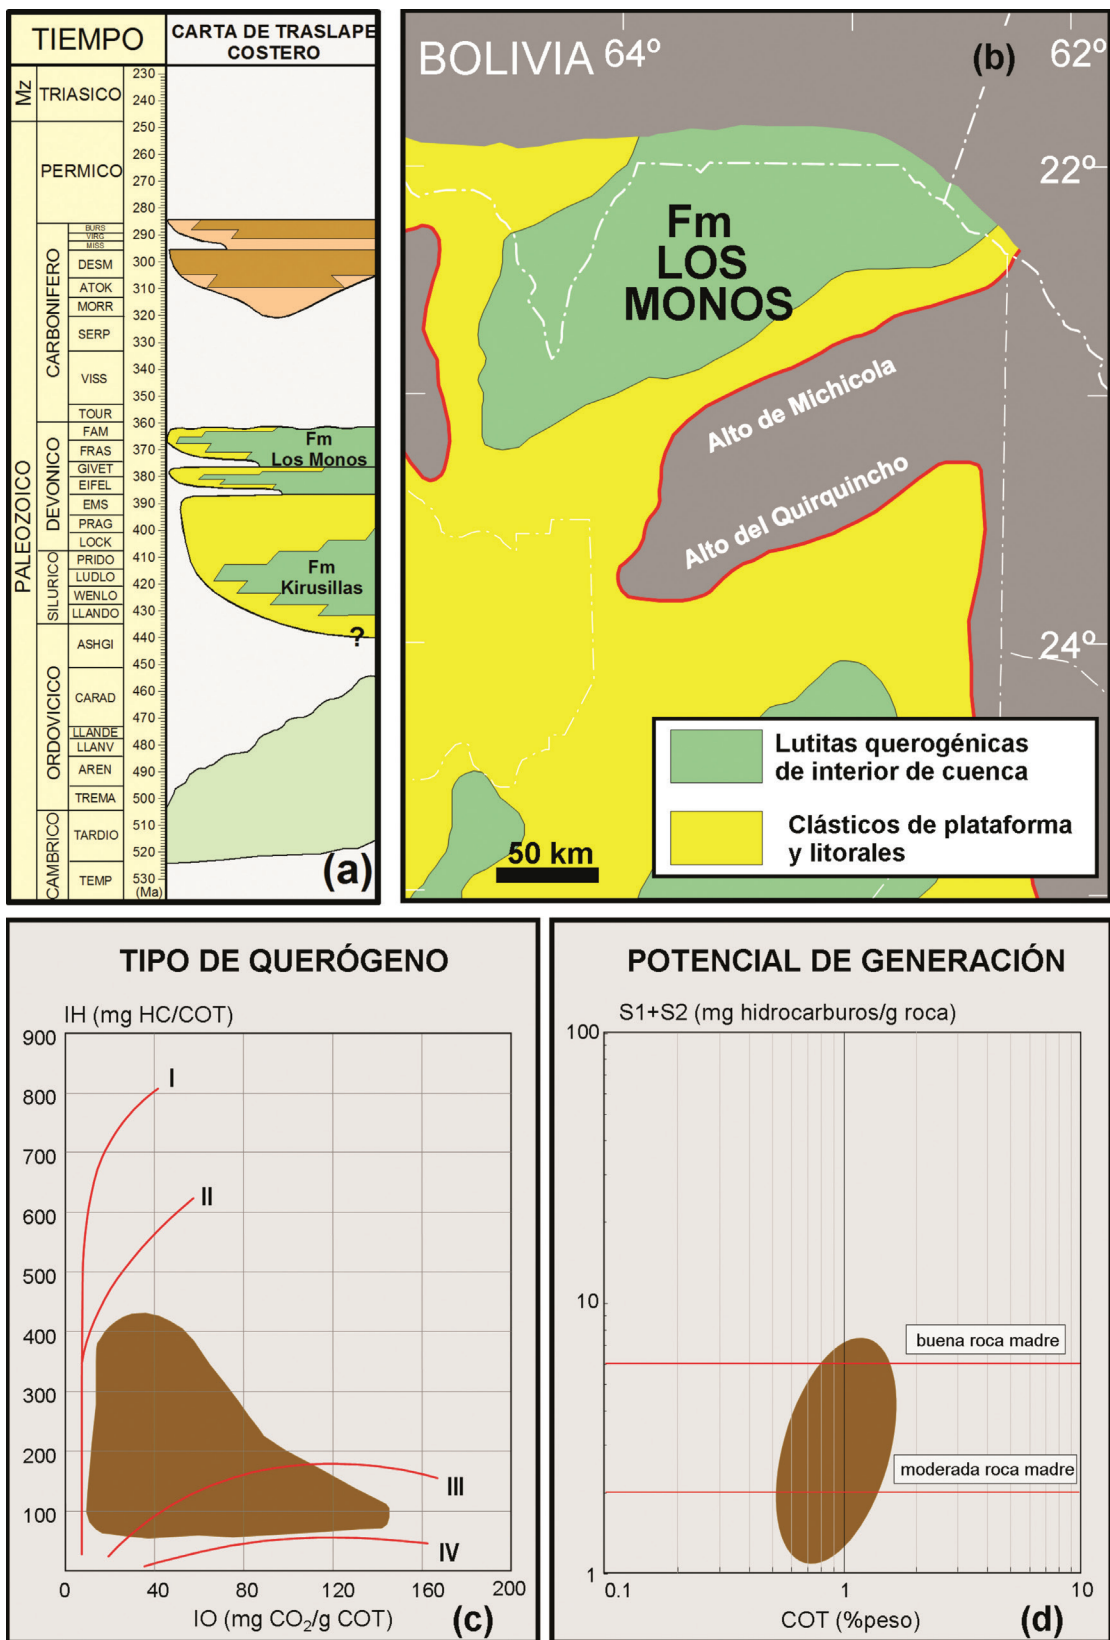 TIEMPO
CARTA DE TRASLAPE
COSTERO
Mz
TRIASICO
PALEOZOICO
PERMICO
CARBONIFERO
BURS
VIRG
MISS
DESM
ATOK
MORR
SERP
VISS
TOUR
DEVONICO
FAM
FRAS
GIVET
EIFEL
EMS
PRAG
LOCK
SILURICO
PRIDO
LUDLO
WENLO
LLANDO
ORDOVICICO
ASHGI
CARAD
LLANDE
LLANV
AREN
TREMA
CAMBRICO
TARDIO
TEMP
230
240
250
260
270
280
290
300
310
320
330
340
350
360
370
380
390
400
410
420
430
440
450
460
470
480
490
500
510
520
530
(Ma)
Fm
Los Monos
Fm
Kirusillas
?
(a)
BOLIVIA 64º
(b)
62º
22º
Fm
LOS
MONOS
Alto de Michicola
Alto del Quirquincho
24º
Lutitas querogénicas
de interior de cuenca
Clásticos de plataforma
y litorales
50 km
TIPO DE QUERÓGENO
IH (mg HC/COT)
900
800
700
600
500
400
300
200
100
I
II
III
IV
0 40 80 120 160 200
IO (mg CO₂/g COT)
(c)
POTENCIAL DE GENERACIÓN
S1+S2 (mg hidrocarburos/g roca)
100
10
1
buena roca madre
moderada roca madre
0.1 1 10
COT (%peso)
(d)